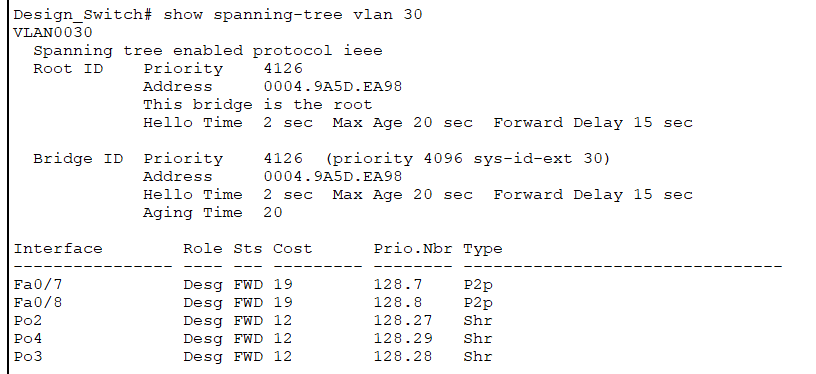 Design_Switch# show spanning-tree vlan 30
VLAN0030
  Spanning tree enabled protocol ieee
  Root ID    Priority    4126
             Address     0004.9A5D.EA98
             This bridge is the root
             Hello Time  2 sec  Max Age 20 sec  Forward Delay 15 sec

  Bridge ID  Priority    4126  (priority 4096 sys-id-ext 30)
             Address     0004.9A5D.EA98
             Hello Time  2 sec  Max Age 20 sec  Forward Delay 15 sec
             Aging Time  20

Interface        Role Sts Cost      Prio.Nbr Type
---------------- ---- --- --------- -------- --------------------------------
Fa0/7            Desg FWD 19        128.7    P2p
Fa0/8            Desg FWD 19        128.8    P2p
Po2              Desg FWD 12        128.27   Shr
Po4              Desg FWD 12        128.29   Shr
Po3              Desg FWD 12        128.28   Shr